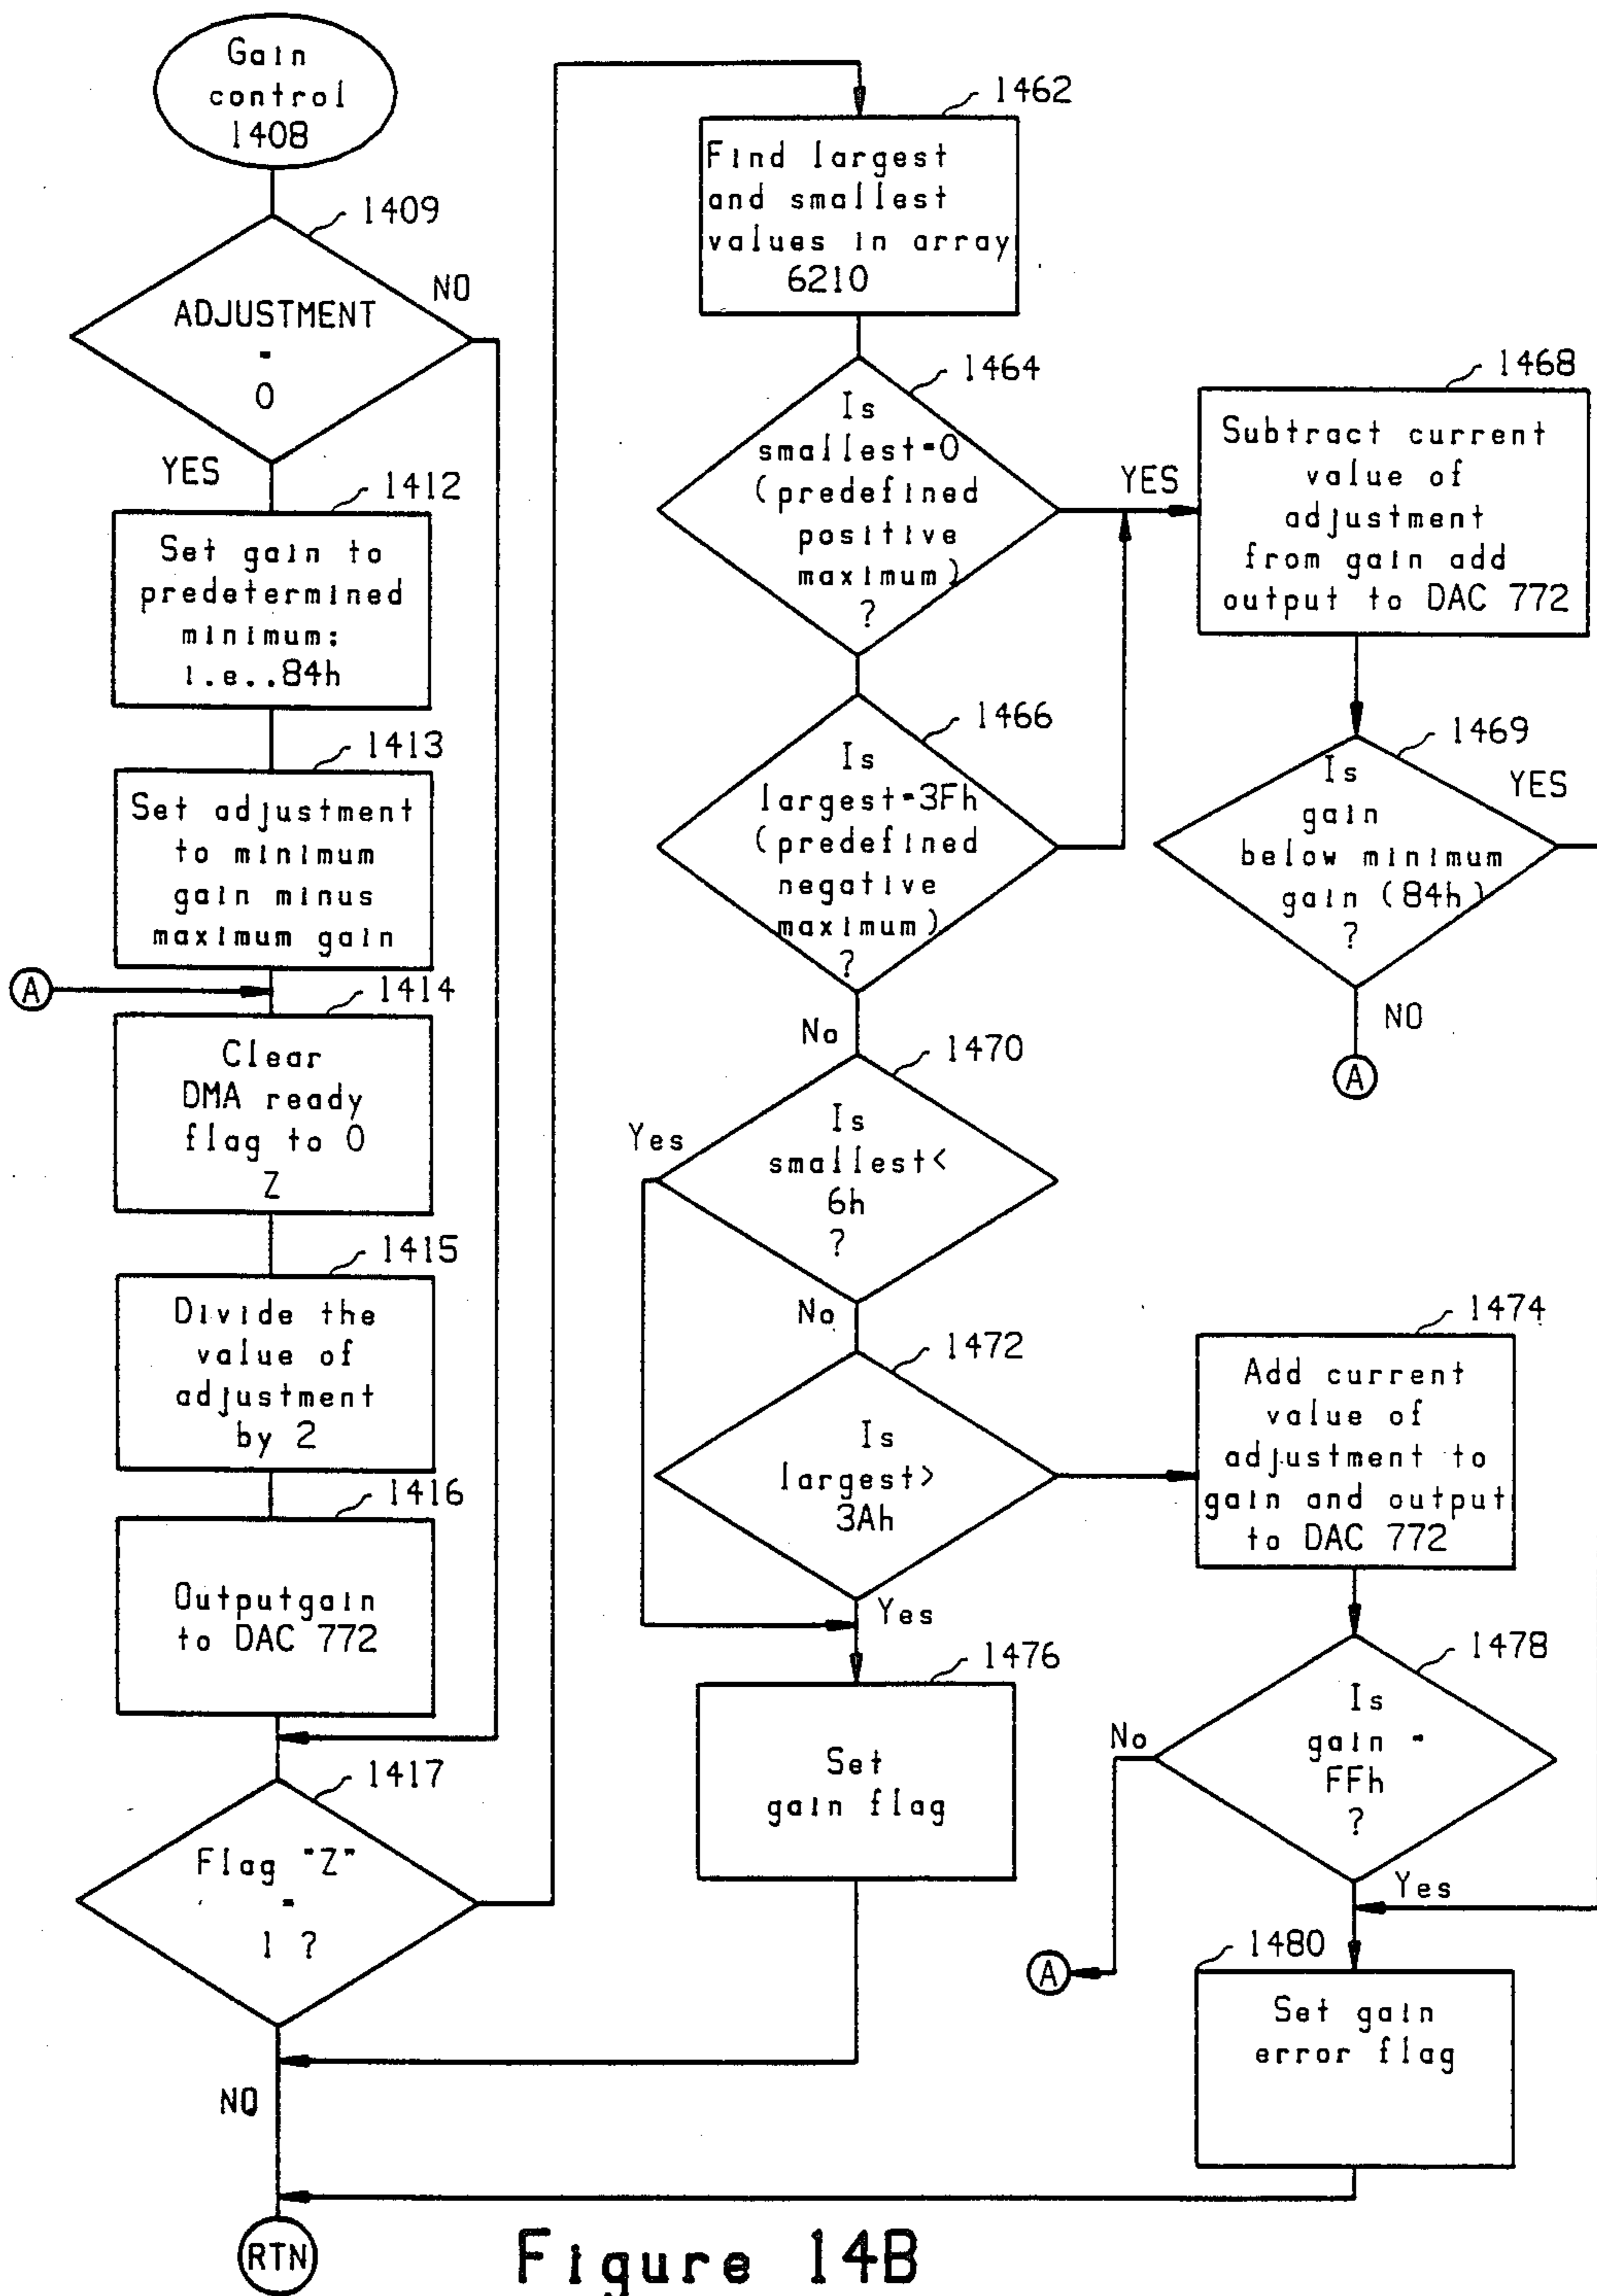 Gain
control
1408
1409
ADJUSTMENT
=
0
NO
YES
1412
Set gain to
predetermined
minimum:
i.e..84h
1413
Set adjustment
to minimum
gain minus
maximum gain
A
1414
Clear
DMA ready
flag to 0
Z
1415
Divide the
value of
adjustment
by 2
1416
Outputgain
to DAC 772
1417
Flag "Z"
=
1 ?
NO
RTN
1462
Find largest
and smallest
values in array
6210
1464
Is
smallest=0
(predefined
positive
maximum)
?
YES
1466
Is
largest=3Fh
(predefined
negative
maximum)
?
No
1468
Subtract current
value of
adjustment
from gain add
output to DAC 772
1469
Is
gain
below minimum
gain (84h)
?
YES
NO
A
1470
Is
smallest<
6h
?
Yes
No
1472
Is
largest>
3Ah
Yes
1474
Add current
value of
adjustment to
gain and output
to DAC 772
1476
Set
gain flag
1478
Is
gain =
FFh
?
No
Yes
A
1480
Set gain
error flag
Figure 14B